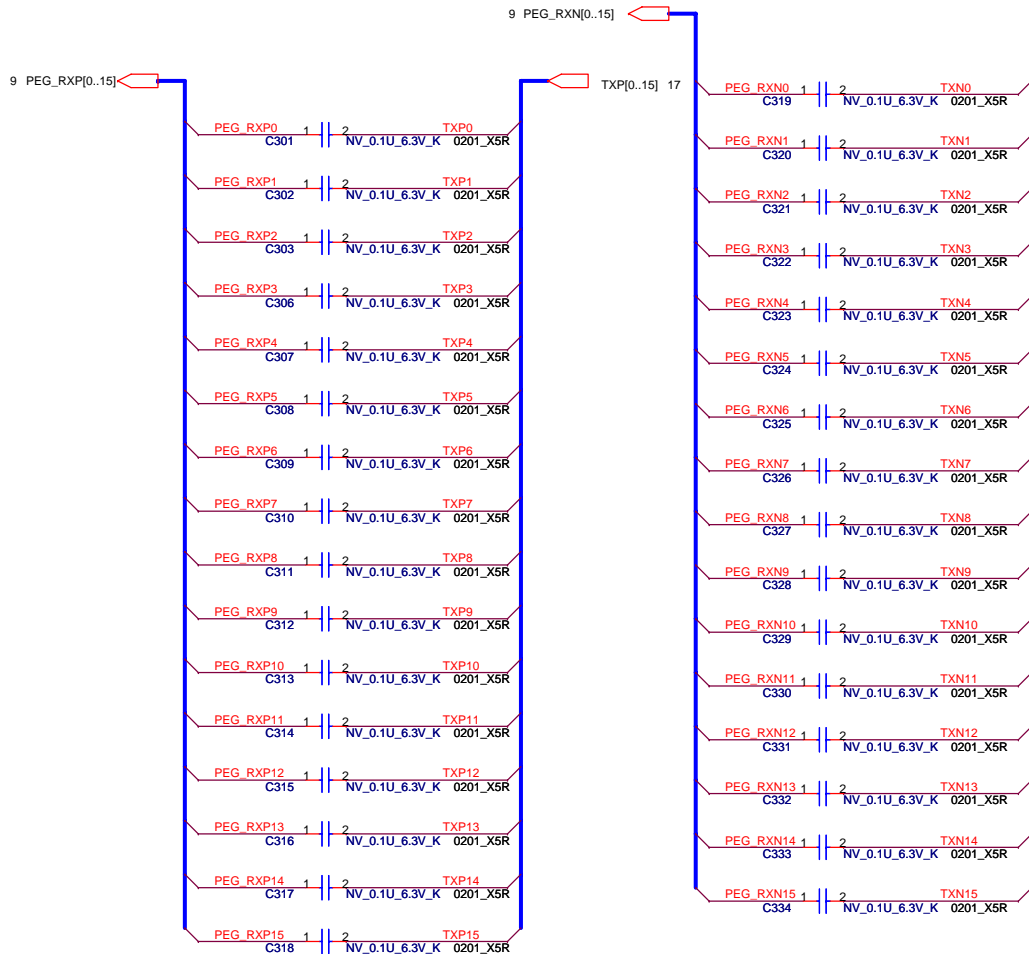 9 PEG_RXP[0..15]
TXP[0..15] 17
PEG_RXP0 1 2 TXP0
C301 NV_0.1U_6.3V_K 0201_X5R
PEG_RXP1 1 2 TXP1
C302 NV_0.1U_6.3V_K 0201_X5R
PEG_RXP2 1 2 TXP2
C303 NV_0.1U_6.3V_K 0201_X5R
PEG_RXP3 1 2 TXP3
C306 NV_0.1U_6.3V_K 0201_X5R
PEG_RXP4 1 2 TXP4
C307 NV_0.1U_6.3V_K 0201_X5R
PEG_RXP5 1 2 TXP5
C308 NV_0.1U_6.3V_K 0201_X5R
PEG_RXP6 1 2 TXP6
C309 NV_0.1U_6.3V_K 0201_X5R
PEG_RXP7 1 2 TXP7
C310 NV_0.1U_6.3V_K 0201_X5R
PEG_RXP8 1 2 TXP8
C311 NV_0.1U_6.3V_K 0201_X5R
PEG_RXP9 1 2 TXP9
C312 NV_0.1U_6.3V_K 0201_X5R
PEG_RXP10 1 2 TXP10
C313 NV_0.1U_6.3V_K 0201_X5R
PEG_RXP11 1 2 TXP11
C314 NV_0.1U_6.3V_K 0201_X5R
PEG_RXP12 1 2 TXP12
C315 NV_0.1U_6.3V_K 0201_X5R
PEG_RXP13 1 2 TXP13
C316 NV_0.1U_6.3V_K 0201_X5R
PEG_RXP14 1 2 TXP14
C317 NV_0.1U_6.3V_K 0201_X5R
PEG_RXP15 1 2 TXP15
C318 NV_0.1U_6.3V_K 0201_X5R
9 PEG_RXN[0..15]
PEG_RXN0 1 2 TXN0
C319 NV_0.1U_6.3V_K 0201_X5R
PEG_RXN1 1 2 TXN1
C320 NV_0.1U_6.3V_K 0201_X5R
PEG_RXN2 1 2 TXN2
C321 NV_0.1U_6.3V_K 0201_X5R
PEG_RXN3 1 2 TXN3
C322 NV_0.1U_6.3V_K 0201_X5R
PEG_RXN4 1 2 TXN4
C323 NV_0.1U_6.3V_K 0201_X5R
PEG_RXN5 1 2 TXN5
C324 NV_0.1U_6.3V_K 0201_X5R
PEG_RXN6 1 2 TXN6
C325 NV_0.1U_6.3V_K 0201_X5R
PEG_RXN7 1 2 TXN7
C326 NV_0.1U_6.3V_K 0201_X5R
PEG_RXN8 1 2 TXN8
C327 NV_0.1U_6.3V_K 0201_X5R
PEG_RXN9 1 2 TXN9
C328 NV_0.1U_6.3V_K 0201_X5R
PEG_RXN10 1 2 TXN10
C329 NV_0.1U_6.3V_K 0201_X5R
PEG_RXN11 1 2 TXN11
C330 NV_0.1U_6.3V_K 0201_X5R
PEG_RXN12 1 2 TXN12
C331 NV_0.1U_6.3V_K 0201_X5R
PEG_RXN13 1 2 TXN13
C332 NV_0.1U_6.3V_K 0201_X5R
PEG_RXN14 1 2 TXN14
C333 NV_0.1U_6.3V_K 0201_X5R
PEG_RXN15 1 2 TXN15
C334 NV_0.1U_6.3V_K 0201_X5R